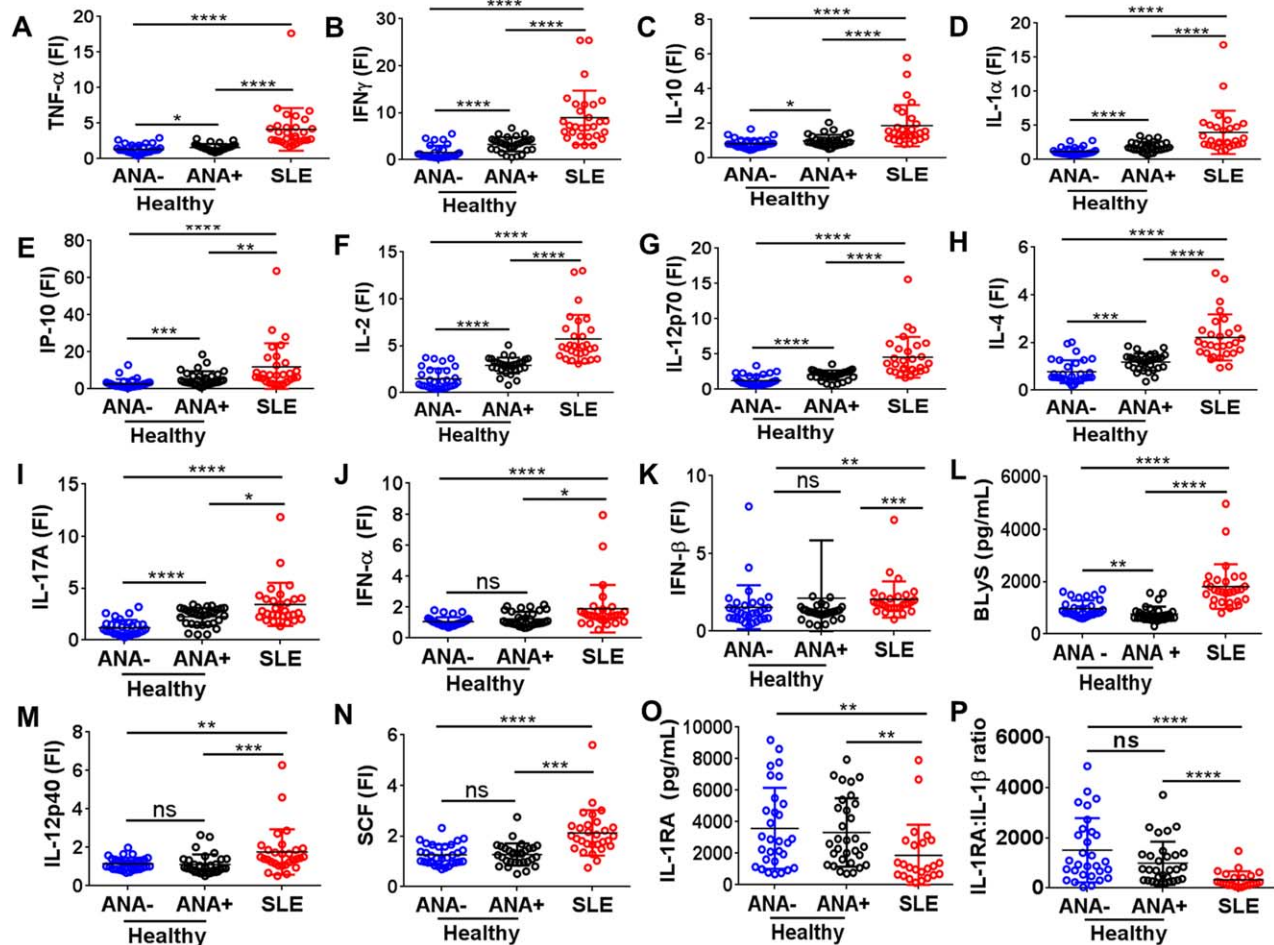 A
TNF-α (FI)
20
15
10
5
0
****
****
*
ANA- ANA+ SLE
Healthy
B
IFNγ (FI)
30
20
10
0
****
****
****
ANA- ANA+ SLE
Healthy
C
IL-10 (FI)
8
6
4
2
0
****
****
*
ANA- ANA+ SLE
Healthy
D
IL-1α (FI)
20
15
10
5
0
****
****
****
ANA- ANA+ SLE
Healthy
E
IP-10 (FI)
80
60
40
20
0
****
**
***
ANA- ANA+ SLE
Healthy
F
IL-2 (FI)
15
10
5
0
****
****
****
ANA- ANA+ SLE
Healthy
G
IL-12p70 (FI)
20
15
10
5
0
****
****
****
ANA- ANA+ SLE
Healthy
H
IL-4 (FI)
6
4
2
0
****
****
***
ANA- ANA+ SLE
Healthy
I
IL-17A (FI)
15
10
5
0
****
*
****
ANA- ANA+ SLE
Healthy
J
IFN-α (FI)
10
8
6
4
2
0
****
*
ns
ANA- ANA+ SLE
Healthy
K
IFN-β (FI)
10
5
0
**
ns
***
ANA- ANA+ SLE
Healthy
L
BLyS (pg/mL)
6000
4000
2000
0
****
****
**
ANA - ANA + SLE
Healthy
M
IL-12p40 (FI)
8
6
4
2
0
**
***
ns
ANA- ANA+ SLE
Healthy
N
SCF (FI)
6
4
2
0
****
***
ns
ANA- ANA+ SLE
Healthy
O
IL-1RA (pg/mL)
10000
8000
6000
4000
2000
0
**
**
ANA- ANA+ SLE
Healthy
P
IL-1RA:IL-1β ratio
6000
4000
2000
0
****
ns
****
ANA- ANA+ SLE
Healthy